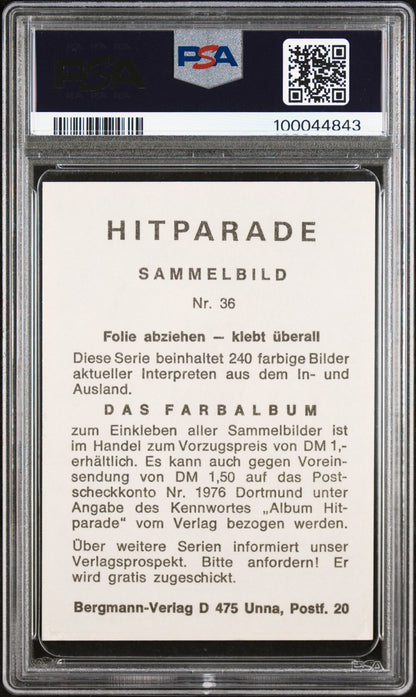 PSA
PSA
100044843
HITPARADE
SAMMELBILD
Nr. 36
Folie abziehen — klebt überall
Diese Serie beinhaltet 240 farbige Bilder
aktueller Interpreten aus dem In- und
Ausland.
DAS FARBALBUM
zum Einkleben aller Sammelbilder ist
im Handel zum Vorzugspreis von DM 1,-
erhältlich. Es kann auch gegen Vorein-
sendung von DM 1,50 auf das Post-
scheckkonto Nr. 1976 Dortmund unter
Angabe des Kennwortes „Album Hit-
parade“ vom Verlag bezogen werden.
Über weitere Serien informiert unser
Verlagsprospekt. Bitte anfordern! Er
wird gratis zugeschickt.
Bergmann-Verlag D 475 Unna, Postf. 20
PSA